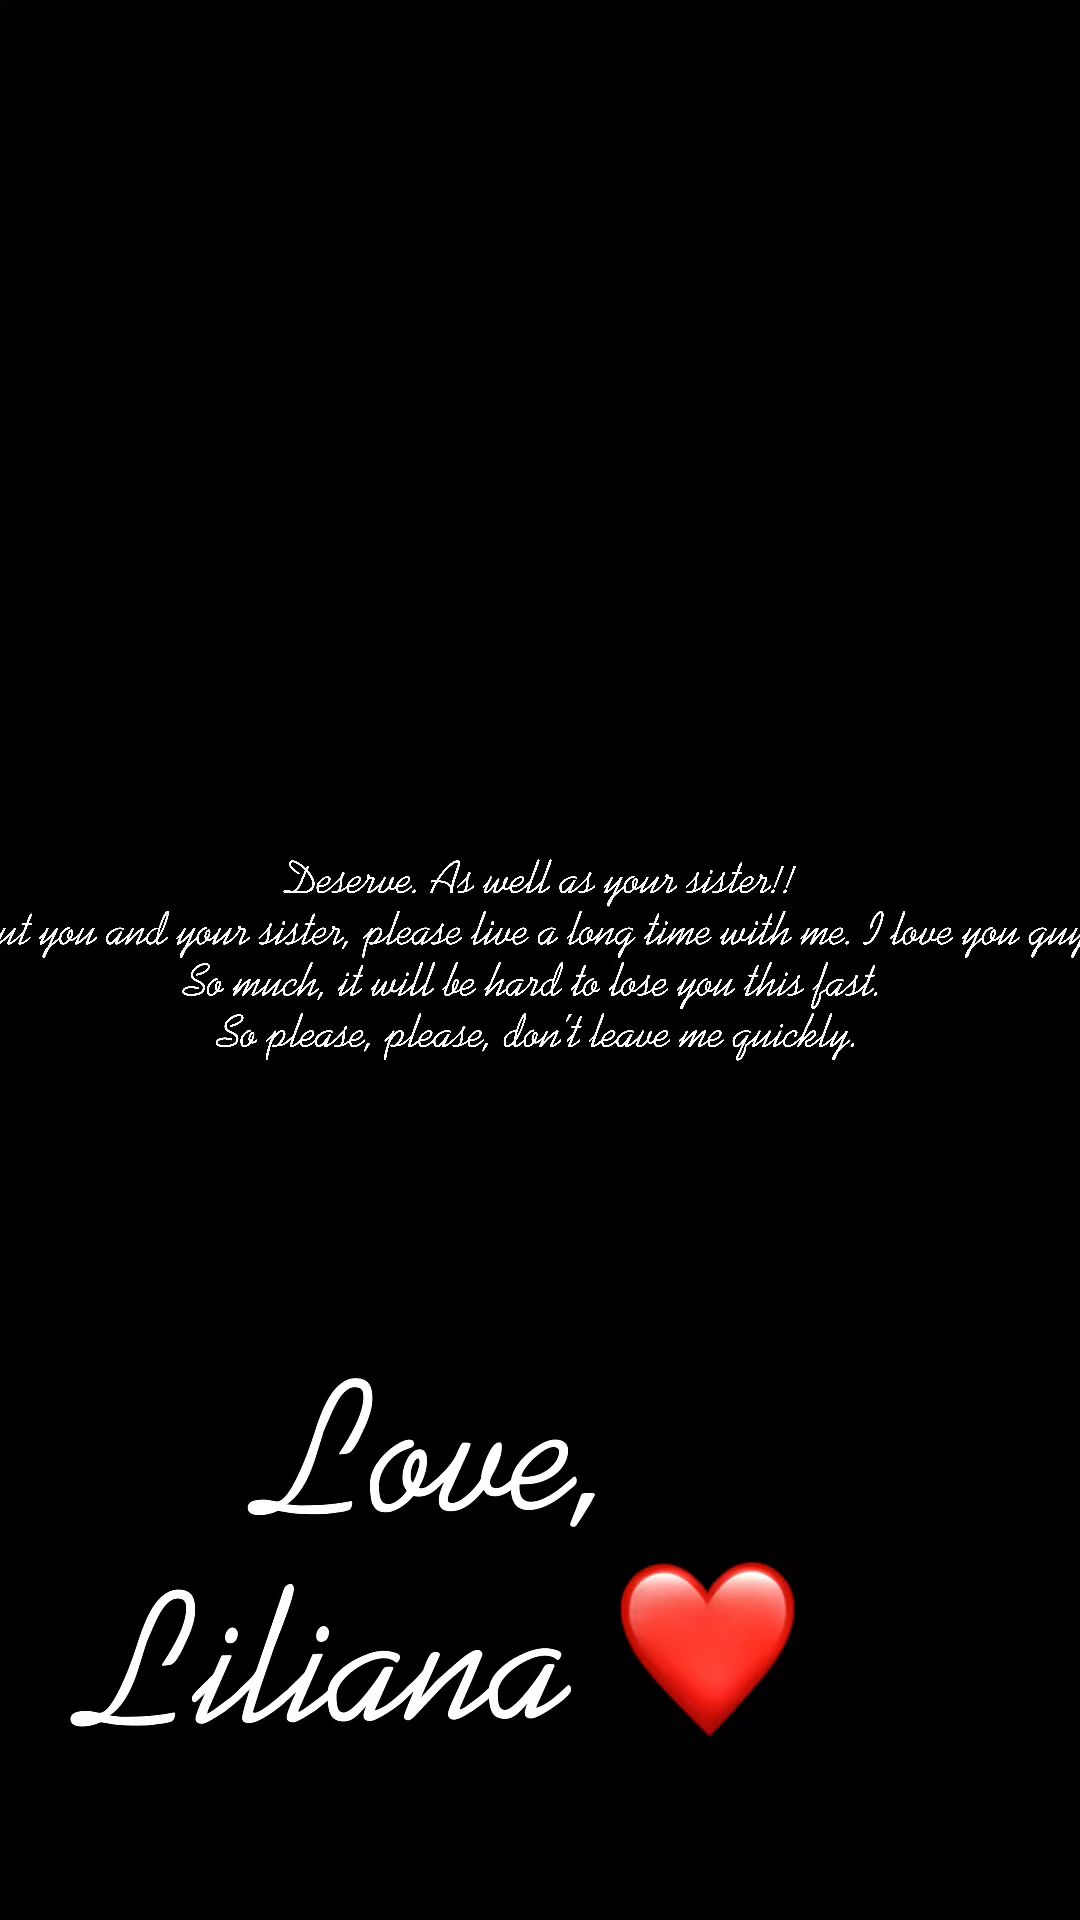 Deserve. As well as your sister!!
you and your sister, please live a long time with me. I love you
So much, it will be hard to lose you this fast.
So please, please, don't leave me quickly.
Love,
Liliana ❤️